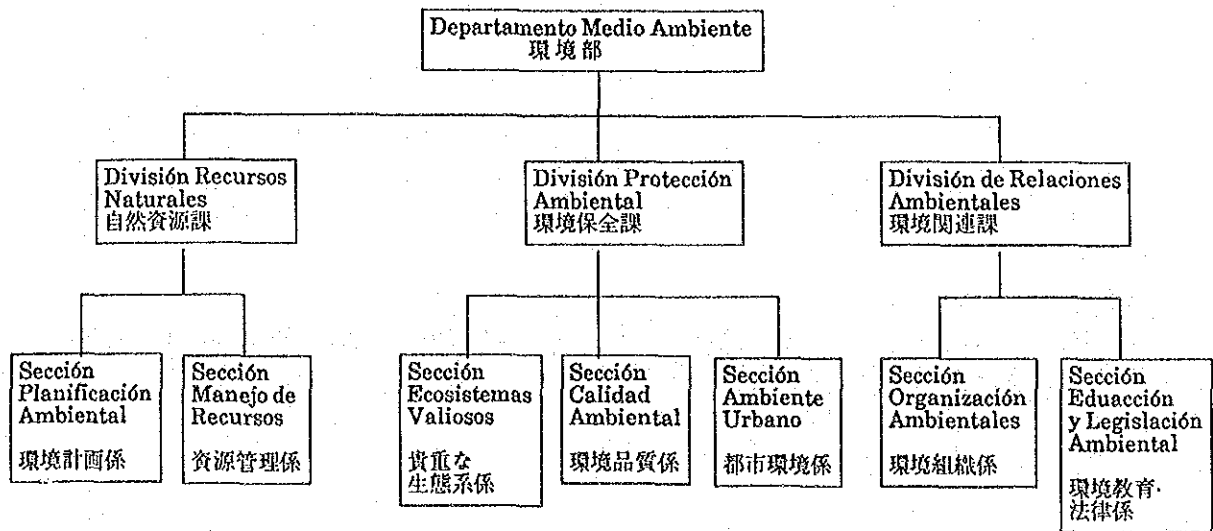 Departamento Medio Ambiente
環境部
División Recursos
Naturales
自然資源課
División Protección
Ambiental
環境保全課
División de Relaciones
Ambientales
環境関連課
Sección
Planificación
Ambiental
環境計画係
Sección
Manejo de
Recursos
資源管理係
Sección
Ecosistemas
Valiosos
貴重な
生態系係
Sección
Calidad
Ambiental
環境品質係
Sección
Ambiente
Urbano
都市環境係
Sección
Organización
Ambientales
環境組織係
Sección
Eduacción
y Legislación
Ambiental
環境教育·
法律係